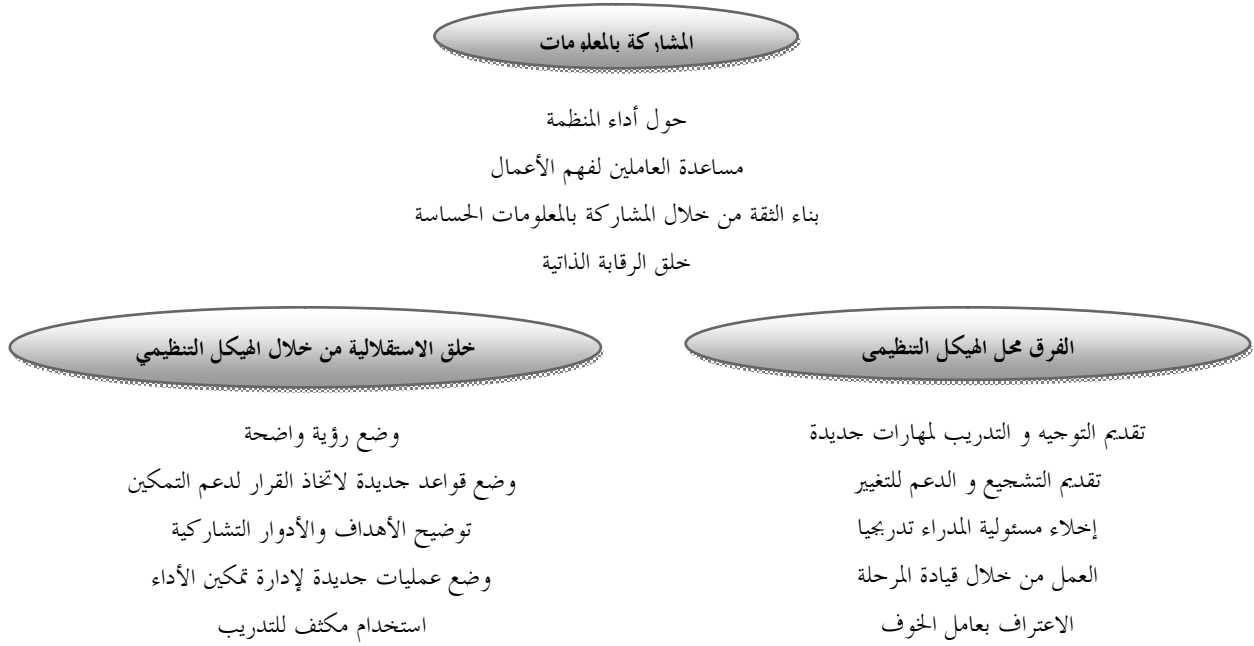 المشاركة بالمعلومات
حول أداء المنظمة
مساعدة العاملين لفهم الأعمال
بناء الثقة من خلال المشاركة بالمعلومات الحساسة
خلق الرقابة الذاتية
الفرق محل الهيكل التنظيمى
تقديم التوجيه و التدريب لمهارات جديدة
تقديم التشجيع و الدعم للتغيير
إخلاء مسئولية المدراء تدريجيا
العمل من خلال قيادة المرحلة
الاعتراف بعامل الخوف
خلق الاستقلالية من خلال الهيكل التنظيمي
وضع رؤية واضحة
وضع قواعد جديدة لاتخاذ القرار لدعم التمكين
توضيح الأهداف والأدوار التشاركية
وضع عمليات جديدة لإدارة تمكين الأداء
استخدام مكثف للتدريب